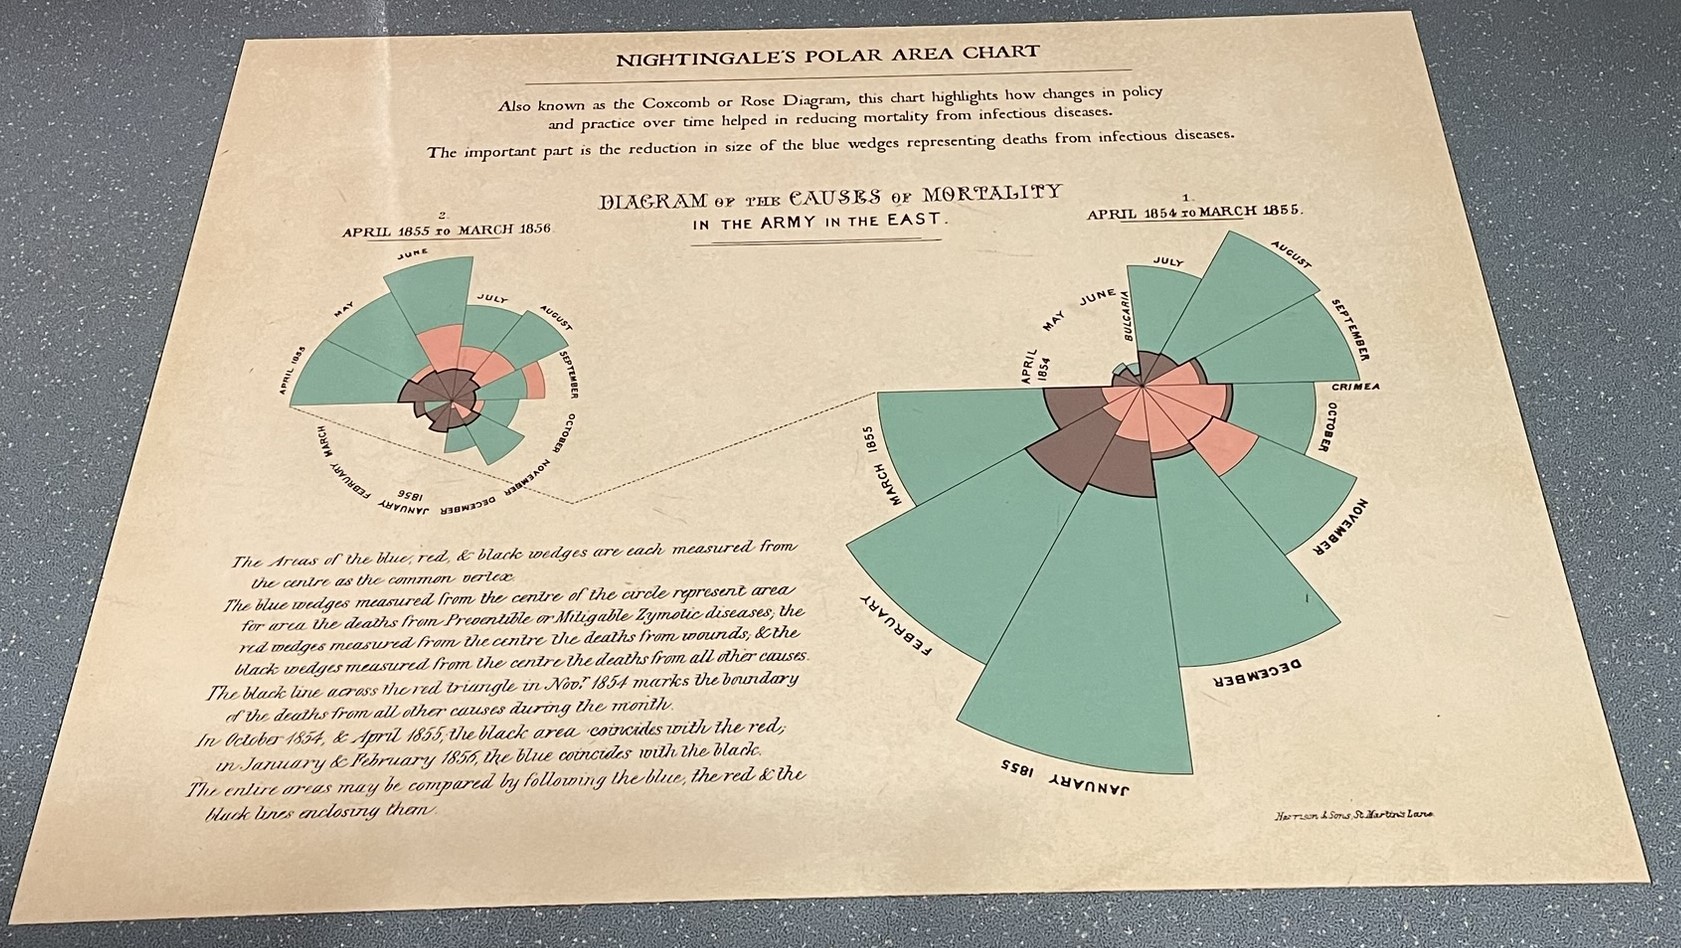 NIGHTINGALE'S POLAR AREA CHART
Also known as the Coxcomb or Rose Diagram, this chart highlights how changes in policy
and practice over time helped in reducing mortality from infectious diseases.
The important part is the reduction in size of the blue wedges representing deaths from infectious diseases.
DIAGRAM OF THE CAUSES OF MORTALITY
IN THE ARMY IN THE EAST.
2.
APRIL 1855 TO MARCH 1856
JUNE
JULY
AUGUST
SEPTEMBER
OCTOBER
NOVEMBER
DECEMBER
JANUARY
1856
FEBRUARY
MARCH
APRIL 1855
MAY
1.
APRIL 1854 TO MARCH 1855.
APRIL
1854
MAY
JUNE
BULGARIA
JULY
AUGUST
SEPTEMBER
CRIMEA
OCTOBER
NOVEMBER
DECEMBER
JANUARY 1855
FEBRUARY
MARCH 1855
The Areas of the blue, red, & black wedges are each measured from
the centre as the common vertex.
The blue wedges measured from the centre of the circle represent area
for area the deaths from Preventible or Mitigable Zymotic diseases; the
red wedges measured from the centre the deaths from wounds; & the
black wedges measured from the centre the deaths from all other causes.
The black line across the red triangle in Novr. 1854 marks the boundary
of the deaths from all other causes during the month.
In October 1854, & April 1855, the black area coincides with the red;
in January & February 1856, the blue coincides with the black.
The entire areas may be compared by following the blue, the red & the
black lines enclosing them.
Harrison & Sons, St. Martin's Lane